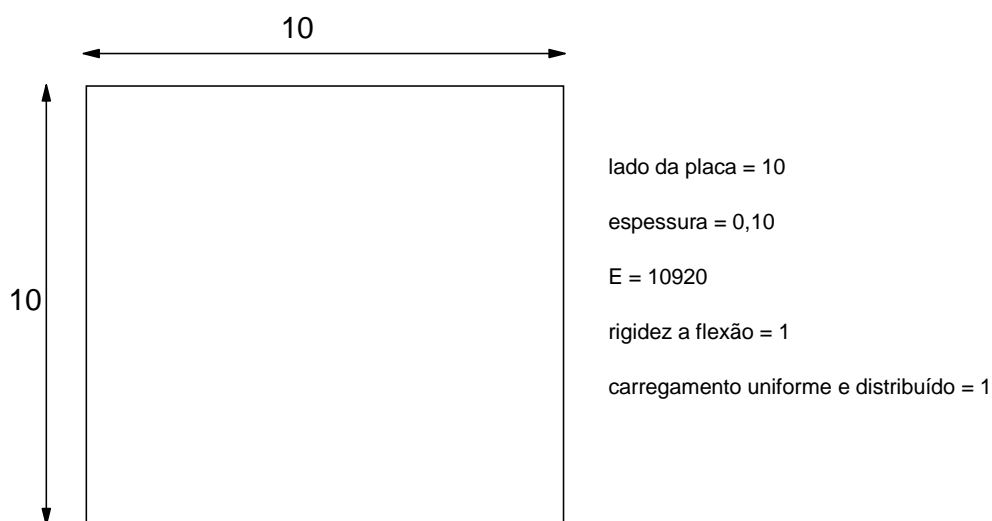 10
10
lado da placa = 10
espessura = 0,10
E = 10920
rigidez a flexão = 1
carregamento uniforme e distribuído = 1